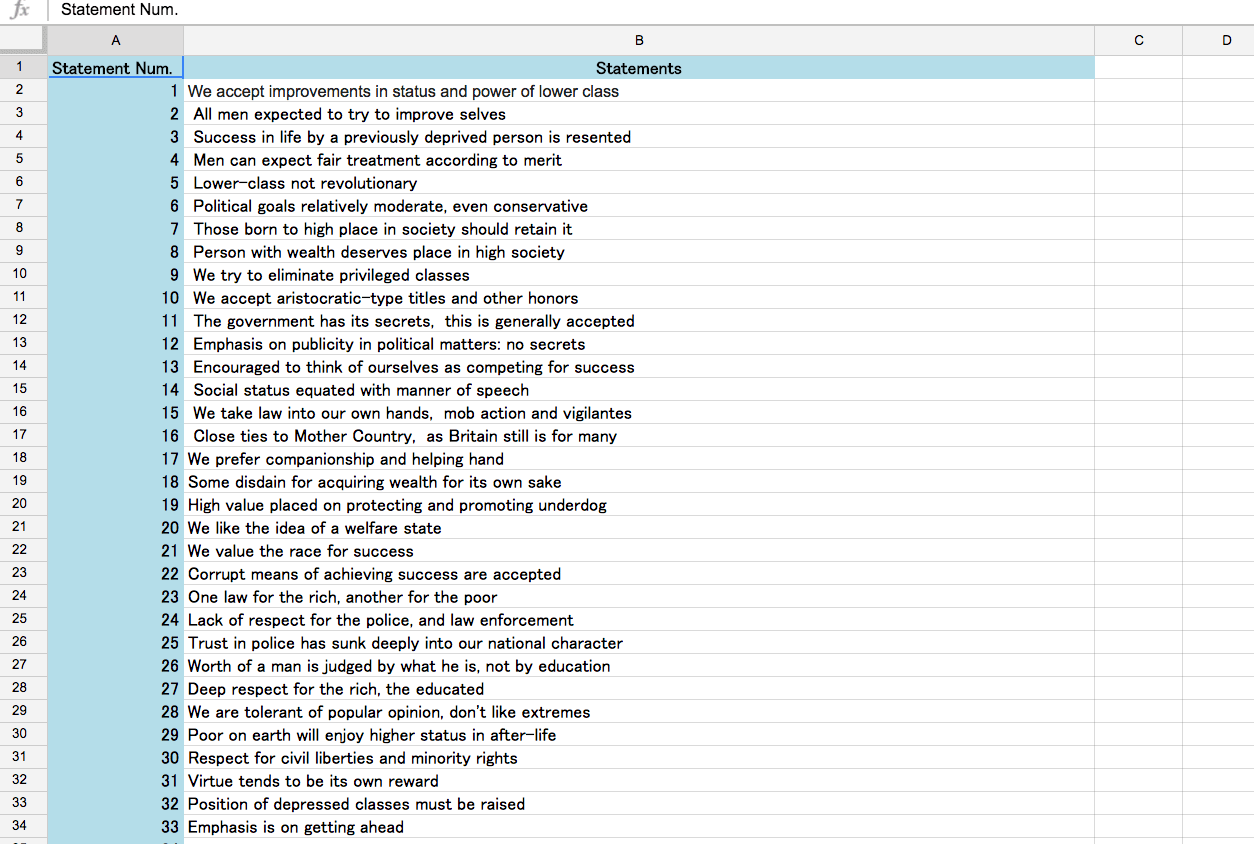 fx Statement Num.
A B C D
1 Statement Num. Statements
2 1 We accept improvements in status and power of lower class
3 2 All men expected to try to improve selves
4 3 Success in life by a previously deprived person is resented
5 4 Men can expect fair treatment according to merit
6 5 Lower-class not revolutionary
7 6 Political goals relatively moderate, even conservative
8 7 Those born to high place in society should retain it
9 8 Person with wealth deserves place in high society
10 9 We try to eliminate privileged classes
11 10 We accept aristocratic-type titles and other honors
12 11 The government has its secrets, this is generally accepted
13 12 Emphasis on publicity in political matters: no secrets
14 13 Encouraged to think of ourselves as competing for success
15 14 Social status equated with manner of speech
16 15 We take law into our own hands, mob action and vigilantes
17 16 Close ties to Mother Country, as Britain still is for many
18 17 We prefer companionship and helping hand
19 18 Some disdain for acquiring wealth for its own sake
20 19 High value placed on protecting and promoting underdog
21 20 We like the idea of a welfare state
22 21 We value the race for success
23 22 Corrupt means of achieving success are accepted
24 23 One law for the rich, another for the poor
25 24 Lack of respect for the police, and law enforcement
26 25 Trust in police has sunk deeply into our national character
27 26 Worth of a man is judged by what he is, not by education
28 27 Deep respect for the rich, the educated
29 28 We are tolerant of popular opinion, don't like extremes
30 29 Poor on earth will enjoy higher status in after-life
31 30 Respect for civil liberties and minority rights
32 31 Virtue tends to be its own reward
33 32 Position of depressed classes must be raised
34 33 Emphasis is on getting ahead